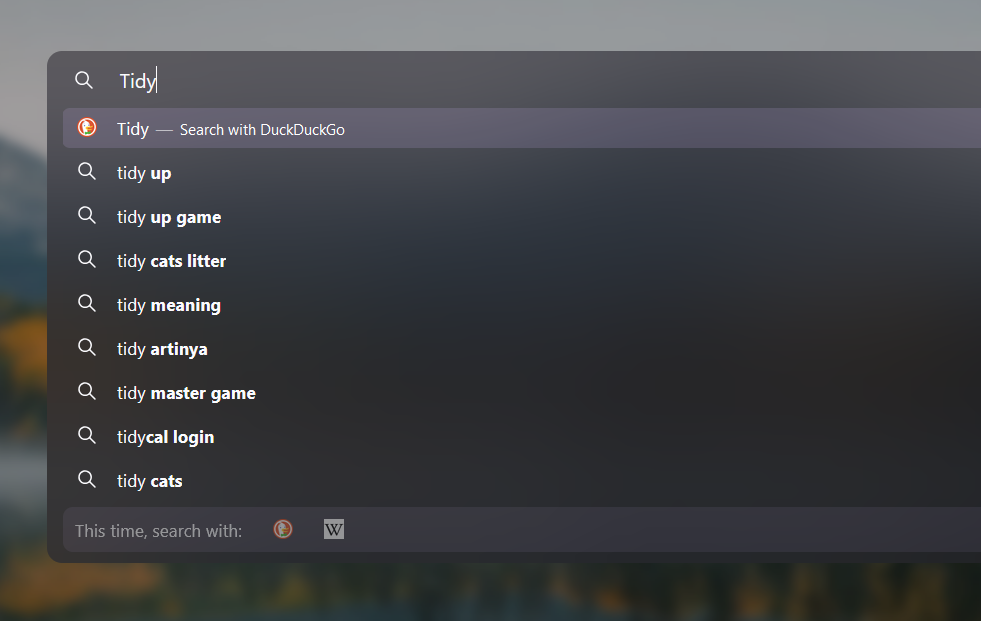 Tidy
Tidy — Search with DuckDuckGo
tidy up
tidy up game
tidy cats litter
tidy meaning
tidy artinya
tidy master game
tidycal login
tidy cats
This time, search with: W